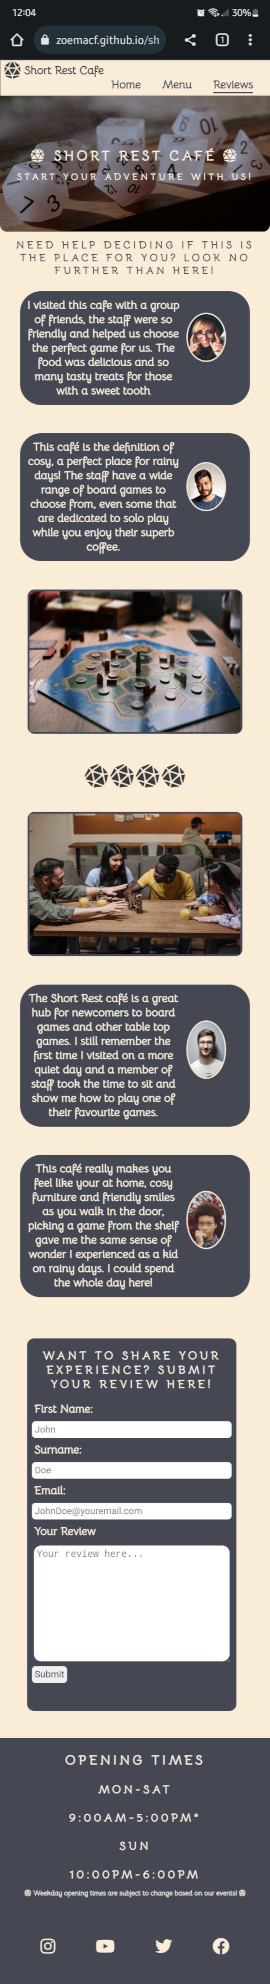 12:04
30%
zoemacf.github.io/sh
1
Short Rest Cafe
Home Menu Reviews
SHORT REST CAFÉ
START YOUR ADVENTURE WITH US!
NEED HELP DECIDING IF THIS IS
THE PLACE FOR YOU? LOOK NO
FURTHER THAN HERE!
I visited this cafe with a group
of friends, the staff were so
friendly and helped us choose
the perfect game for us. The
food was delicious and so
many tasty treats for those
with a sweet tooth
This café is the definition of
cosy, a perfect place for rainy
days! The staff have a wide
range of board games to
choose from, even some that
are dedicated to solo play
while you enjoy their superb
coffee.
The Short Rest café is a great
hub for newcomers to board
games and other table top
games. I still remember the
first time I visited on a more
quiet day and a member of
staff took the time to sit and
show me how to play one of
their favourite games.
This café really makes you
feel like your at home, cosy
furniture and friendly smiles
as you walk in the door,
picking a game from the shelf
gave me the same sense of
wonder I experienced as a kid
on rainy days. I could spend
the whole day here!
WANT TO SHARE YOUR
EXPERIENCE? SUBMIT
YOUR REVIEW HERE!
First Name:
John
Surname:
Doe
Email:
JohnDoe@youremail.com
Your Review
Your review here...
Submit
OPENING TIMES
MON-SAT
9:00AM-5:00PM*
SUN
10:00PM-6:00PM
Weekday opening times are subject to change based on our events!